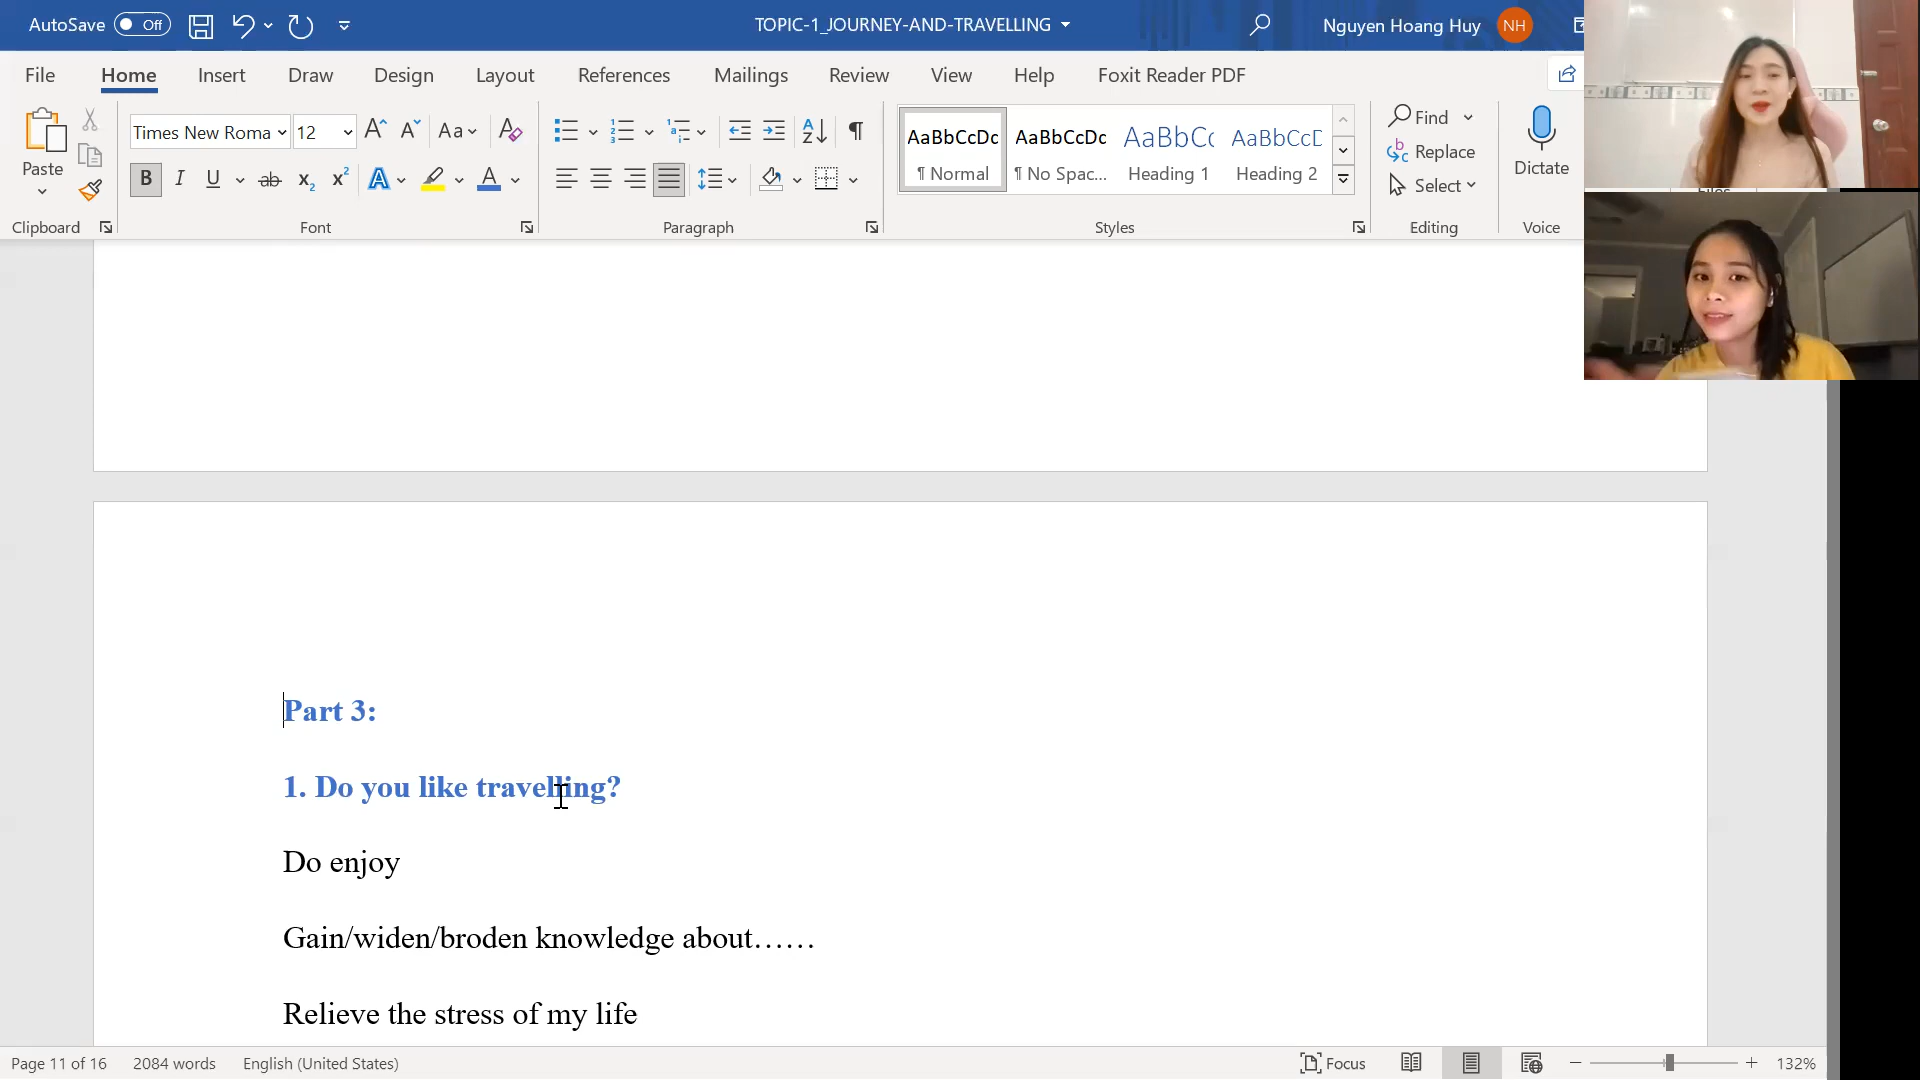 AutoSave Off TOPIC-1_JOURNEY-AND-TRAVELLING Nguyen Hoang Huy NH
File Home Insert Draw Design Layout References Mailings Review View Help Foxit Reader PDF
Times New Roma 12 Aa AaBbCcDc AaBbCcDc AaBbCc AaBbCcD Find
Paste Replace Dictate
B I U ab x2 x2 A A ¶ Normal ¶ No Spac... Heading 1 Heading 2 Select
Clipboard Font Paragraph Styles Editing Voice
Part 3:
1. Do you like travelling?
Do enjoy
Gain/widen/broden knowledge about……
Relieve the stress of my life
Page 11 of 16 2084 words English (United States) Focus 132%